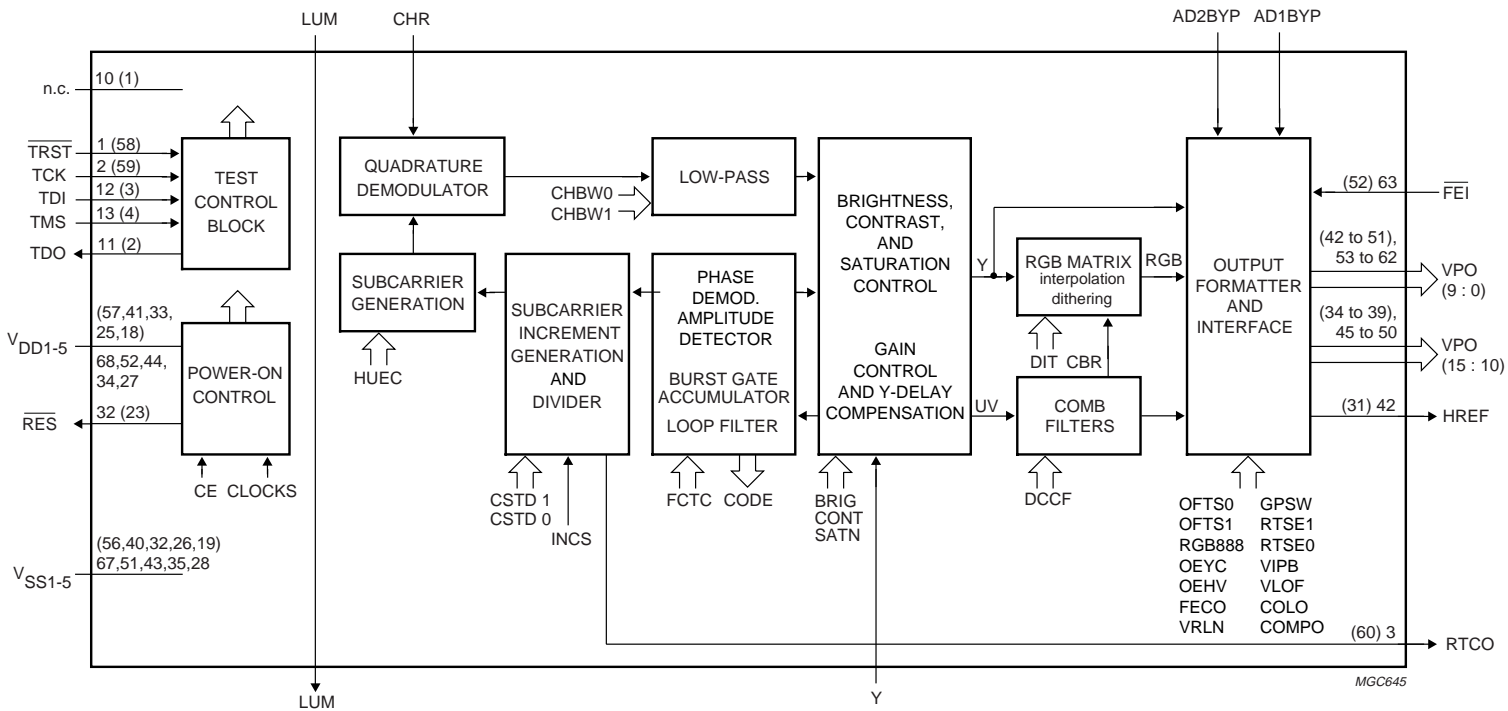 LUM
CHR
AD2BYP
AD1BYP
n.c.
10 (1)
TRST
1 (58)
TCK
2 (59)
TDI
12 (3)
TMS
13 (4)
TDO
11 (2)
TEST
CONTROL
BLOCK
VDD1-5
(57,41,33,
25,18)
68,52,44,
34,27
RES
32 (23)
POWER-ON
CONTROL
CE
CLOCKS
VSS1-5
(56,40,32,26,19)
67,51,43,35,28
LUM
QUADRATURE
DEMODULATOR
SUBCARRIER
GENERATION
HUEC
CHBW0
CHBW1
LOW-PASS
SUBCARRIER
INCREMENT
GENERATION
AND
DIVIDER
CSTD 1
CSTD 0
INCS
PHASE
DEMOD.
AMPLITUDE
DETECTOR
BURST GATE
ACCUMULATOR
LOOP FILTER
FCTC
CODE
BRIGHTNESS,
CONTRAST,
AND
SATURATION
CONTROL
GAIN
CONTROL
AND Y-DELAY
COMPENSATION
BRIG
CONT
SATN
Y
Y
UV
RGB MATRIX
interpolation
dithering
RGB
DIT
CBR
COMB
FILTERS
DCCF
OUTPUT
FORMATTER
AND
INTERFACE
OFTS0 GPSW
OFTS1 RTSE1
RGB888 RTSE0
OEYC VIPB
OEHV VLOF
FECO COLO
VRLN COMPO
(52) 63
FEI
(42 to 51),
53 to 62
VPO
(9 : 0)
(34 to 39),
45 to 50
VPO
(15 : 10)
(31) 42
HREF
(60) 3
RTCO
MGC645